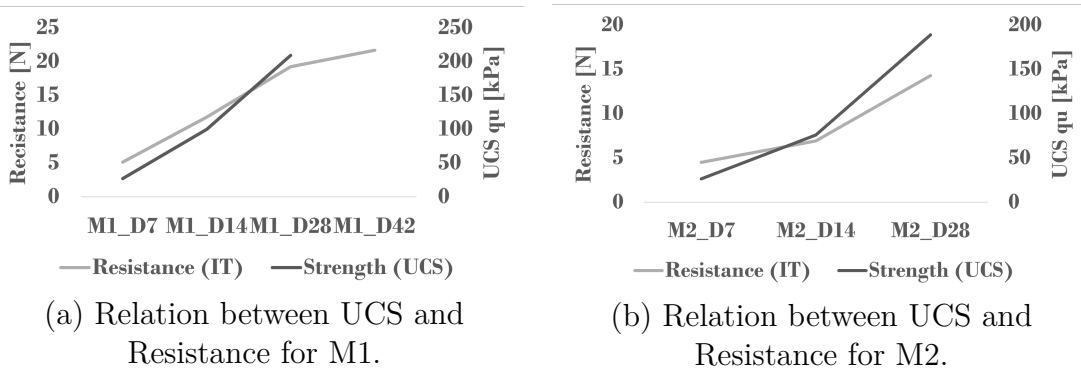 25
20
15
10
5
0
Recistance [N]
250
200
150
100
50
0
UCS qu [kPa]
M1_D7 M1_D14 M1_D28 M1_D42
Resistance (IT) Strength (UCS)
(a) Relation between UCS and
Resistance for M1.
20
15
10
5
0
Resistance [N]
200
150
100
50
0
UCS qu [kPa]
M2_D7 M2_D14 M2_D28
Resistance (IT) Strength (UCS)
(b) Relation between UCS and
Resistance for M2.